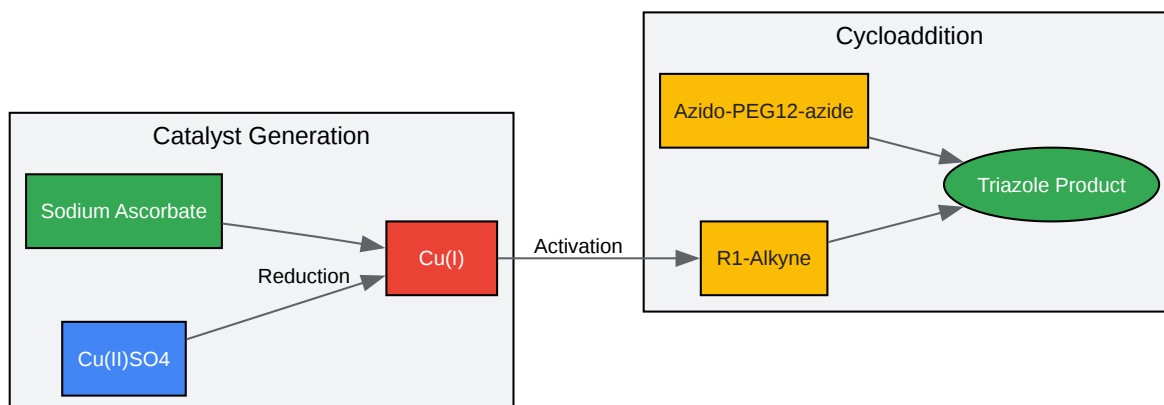 Catalyst Generation
Sodium Ascorbate
Reduction
Cu(II)SO4
Cu(I)
Activation
Cycloaddition
Azido-PEG12-azide
R1-Alkyne
Triazole Product